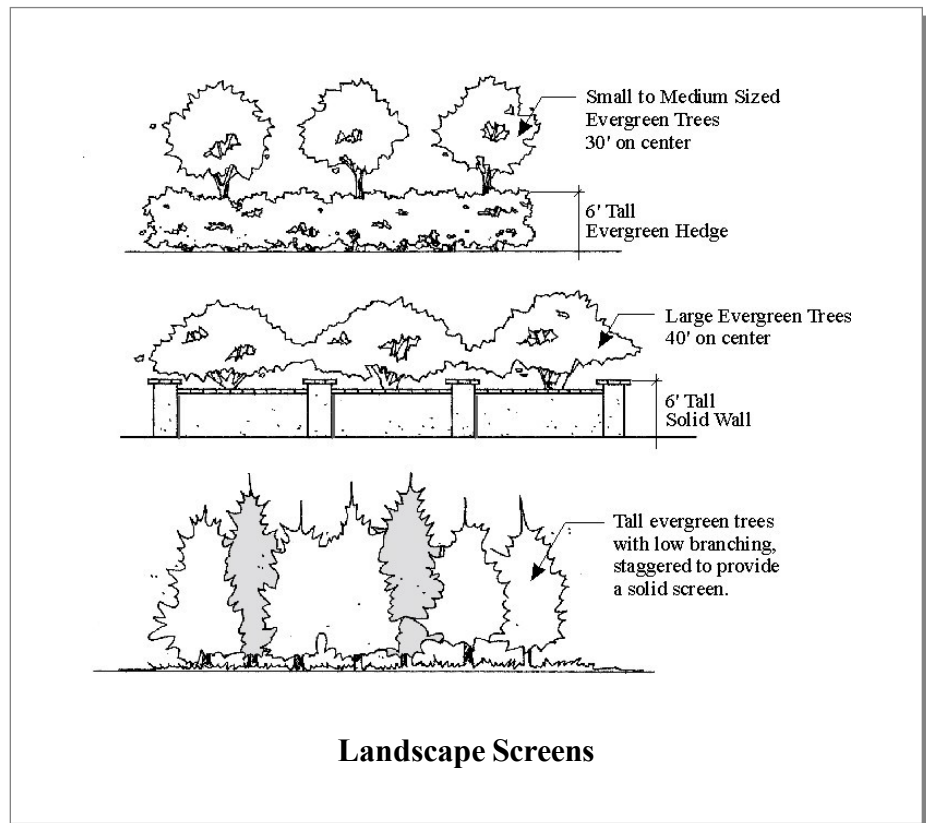 Small to Medium Sized
Evergreen Trees
30' on center
6' Tall
Evergreen Hedge
Large Evergreen Trees
40' on center
6' Tall
Solid Wall
Tall evergreen trees
with low branching,
staggered to provide
a solid screen.
Landscape Screens